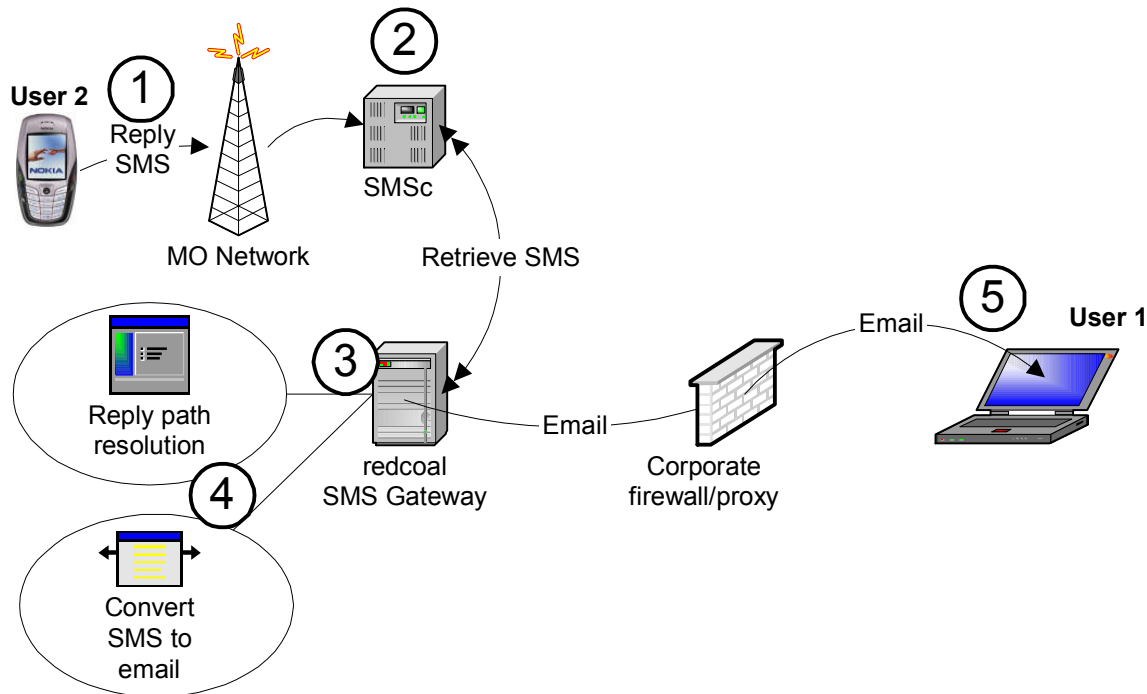 User 2
1
Reply
SMS
NOKIA
MO Network
2
SMSc
Retrieve SMS
3
redcoal
SMS Gateway
Reply path
resolution
4
Convert
SMS to
email
Email
Corporate
firewall/proxy
Email
5
User 1